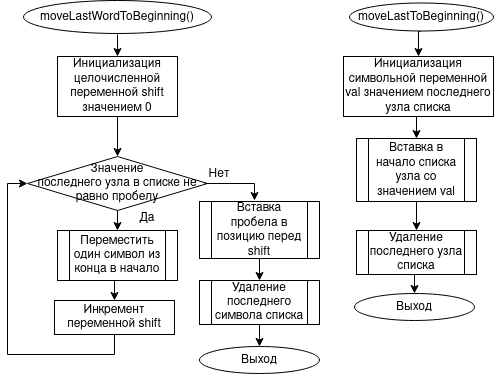 moveLastWordToBeginning()
Инициализация
целочисленной
переменной shift
значением 0
Значение
последнего узла в списке не
равно пробелу
Да
Нет
Переместить
один символ из
конца в начало
Инкремент
переменной shift
Вставка
пробела в
позицию перед
shift
Удаление
последнего
символа списка
Выход
moveLastToBeginning()
Инициализация
символьной переменной
val значением последнего
узла списка
Вставка в
начало списка
узла со
значением val
Удаление
последнего узла
списка
Выход